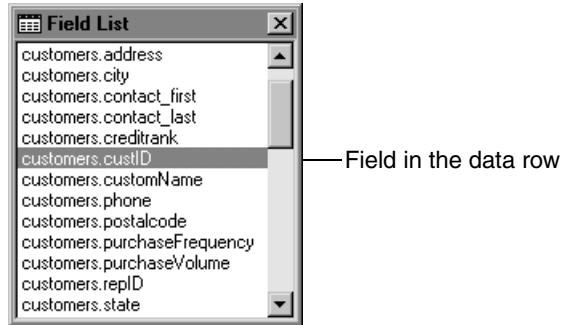 Field List
customers.address
customers.city
customers.contact_first
customers.contact_last
customers.creditrank
customers.custID
customers.customName
customers.phone
customers.postalcode
customers.purchaseFrequency
customers.purchaseVolume
customers.repID
customers.state
Field in the data row